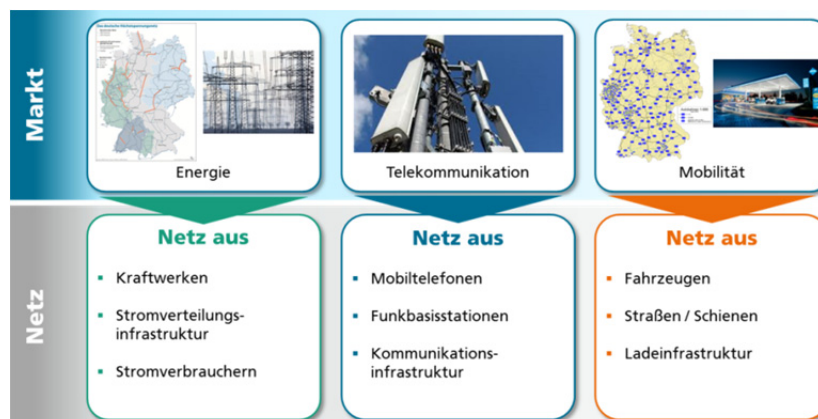 Markt
Energie
Telekommunikation
Mobilität
Netz
Netz aus
▪ Kraftwerken
▪ Stromverteilungs-
infrastruktur
▪ Stromverbrauchern
Netz aus
▪ Mobiltelefonen
▪ Funkbasisstationen
▪ Kommunikations-
infrastruktur
Netz aus
▪ Fahrzeugen
▪ Straßen / Schienen
▪ Ladeinfrastruktur